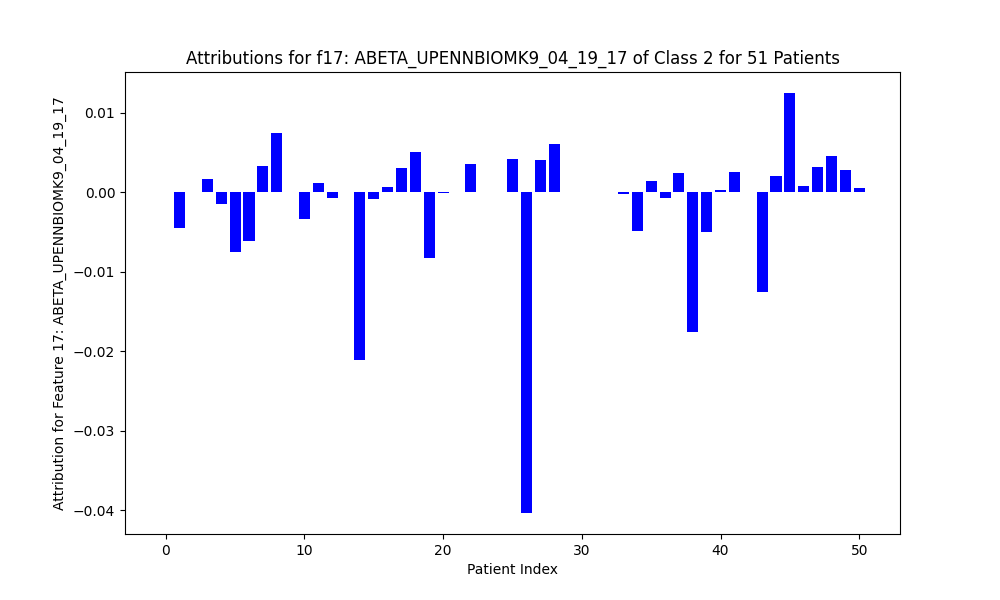 Attributions for f17: ABETA_UPENNBIOMK9_04_19_17 of Class 2 for 51 Patients
Attribution for Feature 17: ABETA_UPENNBIOMK9_04_19_17
0.01
0.00
−0.01
−0.02
−0.03
−0.04
0 10 20 30 40 50
Patient Index